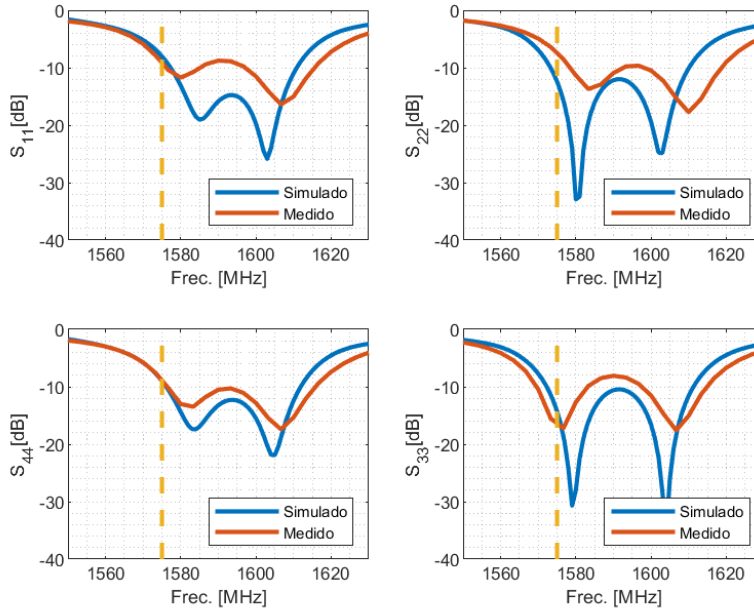 0
-10
-20
-30
-40
S11[dB]
Simulado
Medido
1560 1580 1600 1620
Frec. [MHz]
0
-10
-20
-30
-40
S22[dB]
Simulado
Medido
1560 1580 1600 1620
Frec. [MHz]
0
-10
-20
-30
-40
S44[dB]
Simulado
Medido
1560 1580 1600 1620
Frec. [MHz]
0
-10
-20
-30
-40
S33[dB]
Simulado
Medido
1560 1580 1600 1620
Frec. [MHz]